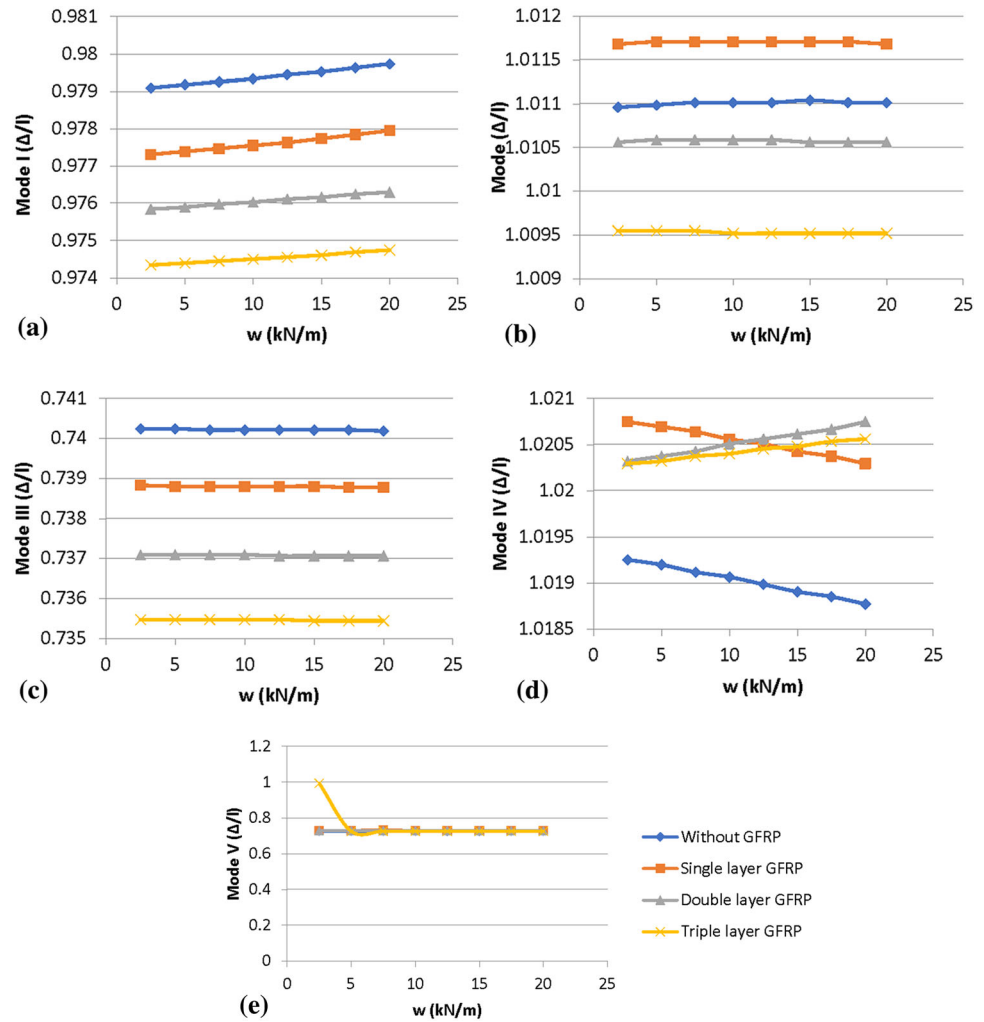 Mode I (Δ/l)
0.981
0.98
0.979
0.978
0.977
0.976
0.975
0.974
0 5 10 15 20 25
w (kN/m)
(a)
Mode (Δ/l)
1.012
1.0115
1.011
1.0105
1.01
1.0095
1.009
0 5 10 15 20 25
w (kN/m)
(b)
Mode III (Δ/l)
0.741
0.74
0.739
0.738
0.737
0.736
0.735
0 5 10 15 20 25
w (kN/m)
(c)
Mode IV (Δ/l)
1.021
1.0205
1.02
1.0195
1.019
1.0185
0 5 10 15 20 25
w (kN/m)
(d)
Mode V (Δ/l)
1.2
1
0.8
0.6
0.4
0.2
0
0 5 10 15 20 25
w (kN/m)
(e)
Without GFRP
Single layer GFRP
Double layer GFRP
Triple layer GFRP